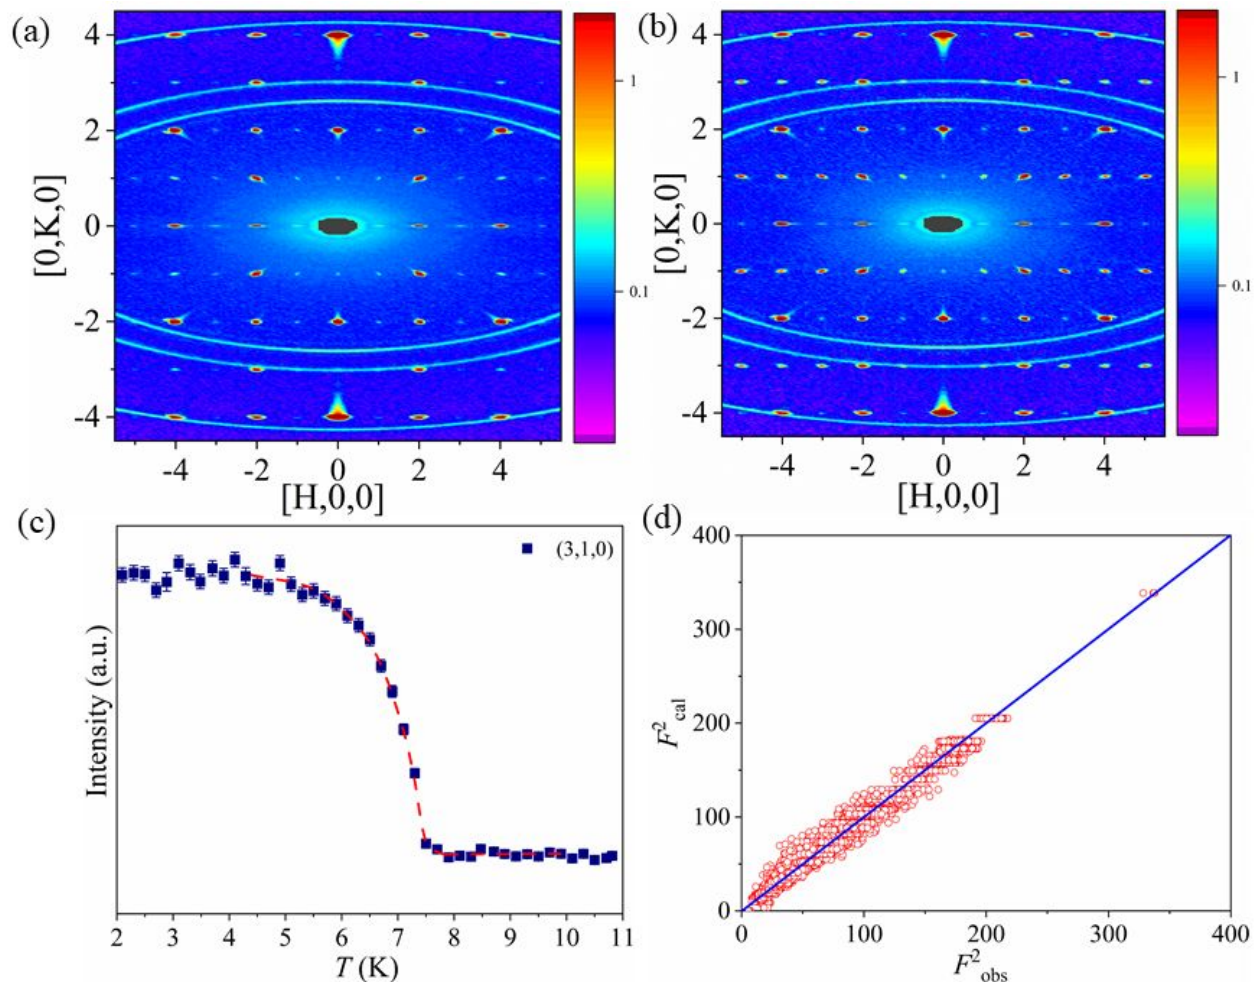 (a)
4
2
0
-2
-4
[0,K,0]
-4 -2 0 2 4
[H,0,0]
1
0.1
(b)
4
2
0
-2
-4
[0,K,0]
-4 -2 0 2 4
[H,0,0]
1
0.1
(c)
(3,1,0)
Intensity (a.u.)
2 3 4 5 6 7 8 9 10 11
T (K)
(d)
400
300
200
100
0
F²cal
0 100 200 300 400
F²obs